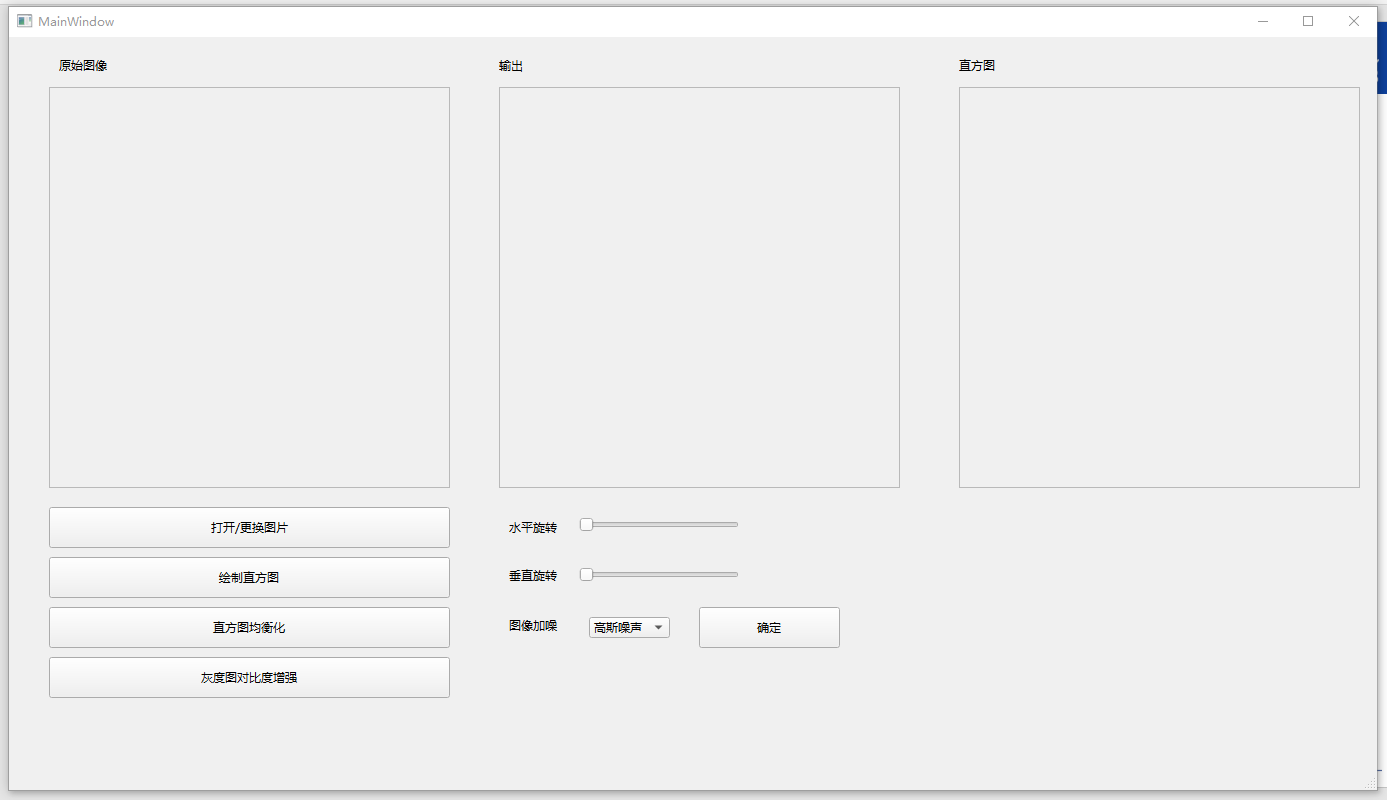 MainWindow
原始图像
输出
直方图
打开/更换图片
绘制直方图
直方图均衡化
灰度图对比度增强
水平旋转
垂直旋转
图像加噪
高斯噪声
确定